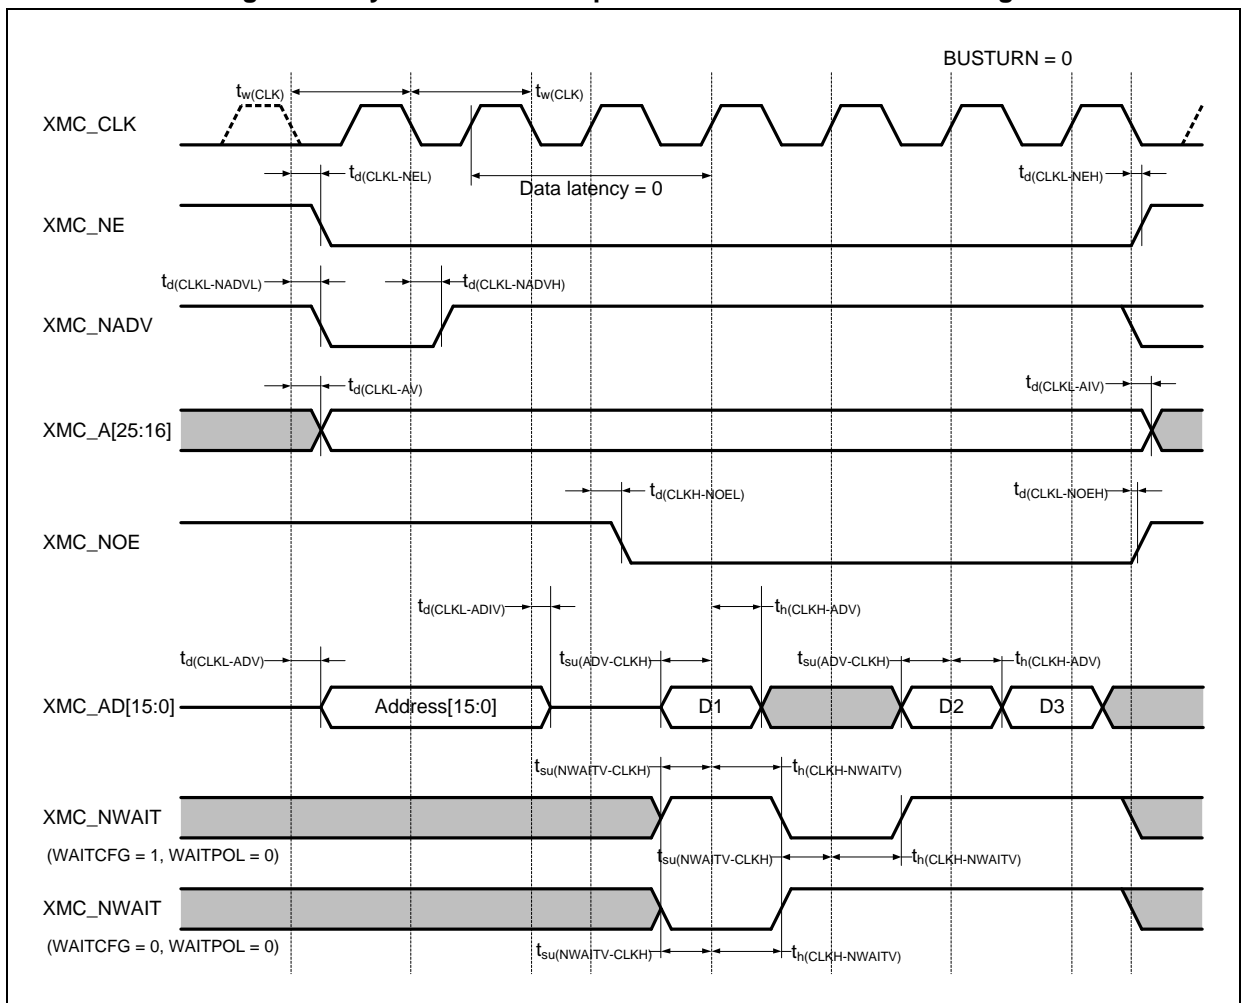 BUSTURN = 0
tw(CLK) tw(CLK)
XMC_CLK
td(CLKL-NEL) td(CLKL-NEH)
Data latency = 0
XMC_NE
td(CLKL-NADVL) td(CLKL-NADVH)
XMC_NADV
td(CLKL-AV) td(CLKL-AIV)
XMC_A[25:16]
td(CLKH-NOEL) td(CLKL-NOEH)
XMC_NOE
td(CLKL-ADIV) th(CLKH-ADV)
td(CLKL-ADV) tsu(ADV-CLKH) tsu(ADV-CLKH) th(CLKH-ADV)
XMC_AD[15:0] Address[15:0] D1 D2 D3
tsu(NWAITV-CLKH) th(CLKH-NWAITV)
XMC_NWAIT
(WAITCFG = 1, WAITPOL = 0) tsu(NWAITV-CLKH) th(CLKH-NWAITV)
XMC_NWAIT
(WAITCFG = 0, WAITPOL = 0) tsu(NWAITV-CLKH) th(CLKH-NWAITV)